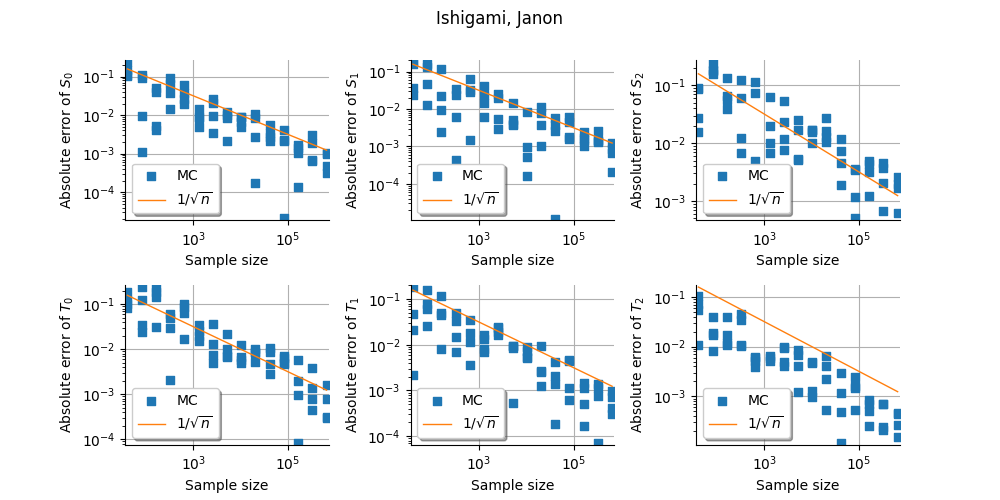 Ishigami, Janon
Absolute error of S₀
10⁻¹
10⁻²
10⁻³
10⁻⁴
MC
1/√n
10³
10⁵
Sample size
Absolute error of S₁
10⁻¹
10⁻²
10⁻³
10⁻⁴
MC
1/√n
10³
10⁵
Sample size
Absolute error of S₂
10⁻¹
10⁻²
10⁻³
MC
1/√n
10³
10⁵
Sample size
Absolute error of T₀
10⁻¹
10⁻²
10⁻³
10⁻⁴
MC
1/√n
10³
10⁵
Sample size
Absolute error of T₁
10⁻¹
10⁻²
10⁻³
10⁻⁴
MC
1/√n
10³
10⁵
Sample size
Absolute error of T₂
10⁻¹
10⁻²
10⁻³
MC
1/√n
10³
10⁵
Sample size